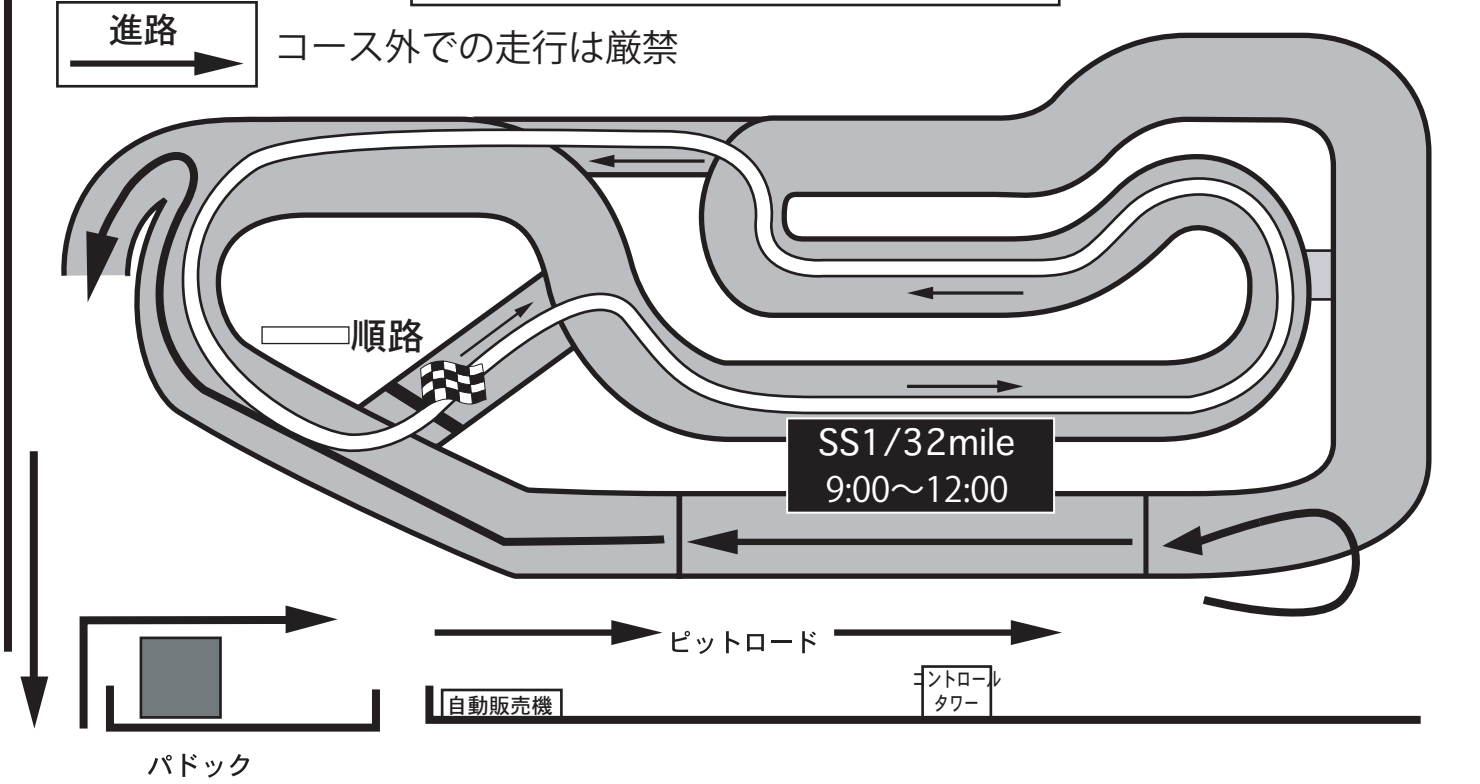 進路
コース外での走行は厳禁
順路
SS1/32mile
9:00～12:00
ピットロード
コントロール
タワー
自動販売機
パドック